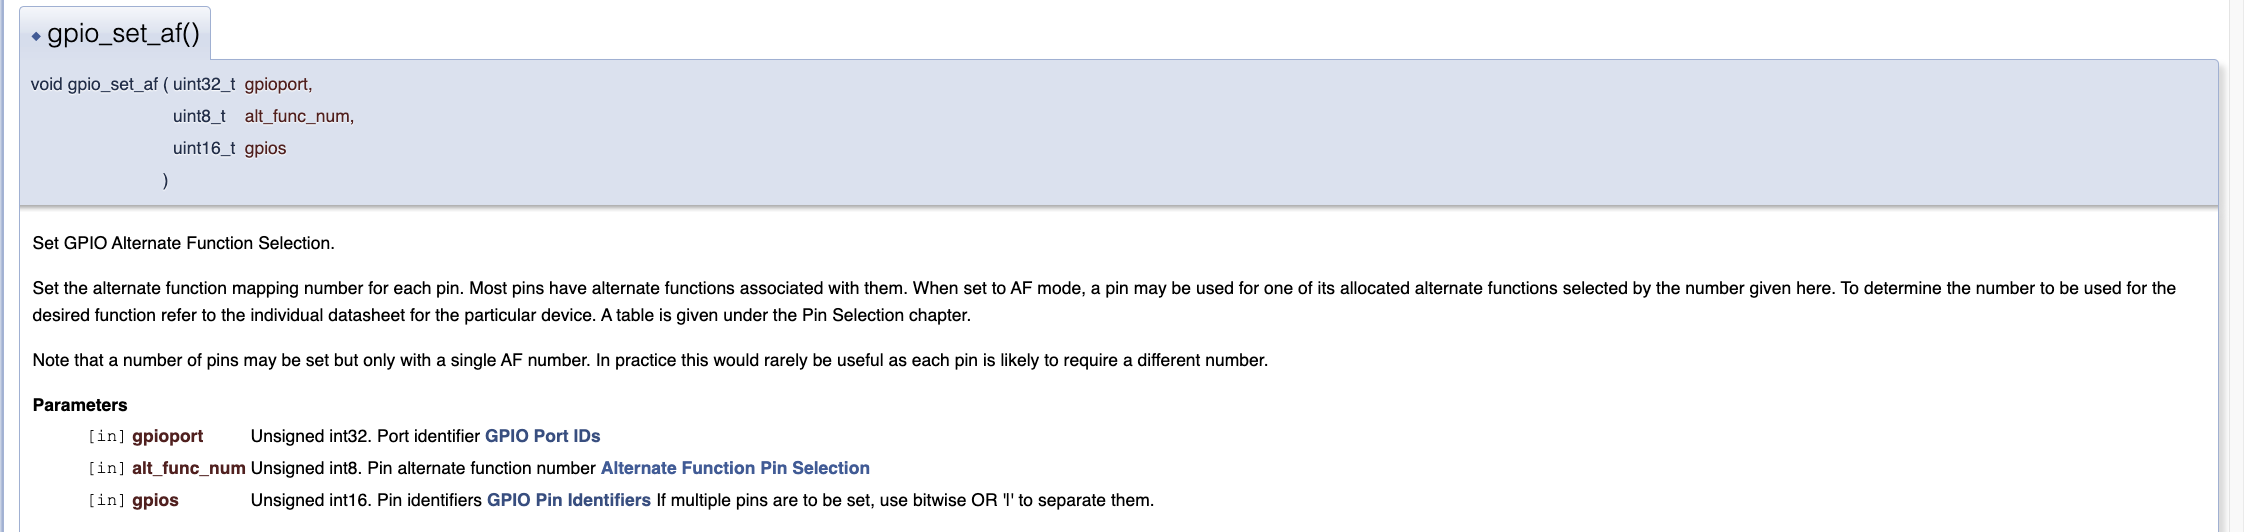 gpio_set_af()
void gpio_set_af ( uint32_t gpioport,
uint8_t alt_func_num,
uint16_t gpios
)
Set GPIO Alternate Function Selection.
Set the alternate function mapping number for each pin. Most pins have alternate functions associated with them. When set to AF mode, a pin may be used for one of its allocated alternate functions selected by the number given here. To determine the number to be used for the
desired function refer to the individual datasheet for the particular device. A table is given under the Pin Selection chapter.
Note that a number of pins may be set but only with a single AF number. In practice this would rarely be useful as each pin is likely to require a different number.
Parameters
[in] gpioport Unsigned int32. Port identifier GPIO Port IDs
[in] alt_func_num Unsigned int8. Pin alternate function number Alternate Function Pin Selection
[in] gpios Unsigned int16. Pin identifiers GPIO Pin Identifiers If multiple pins are to be set, use bitwise OR '|' to separate them.